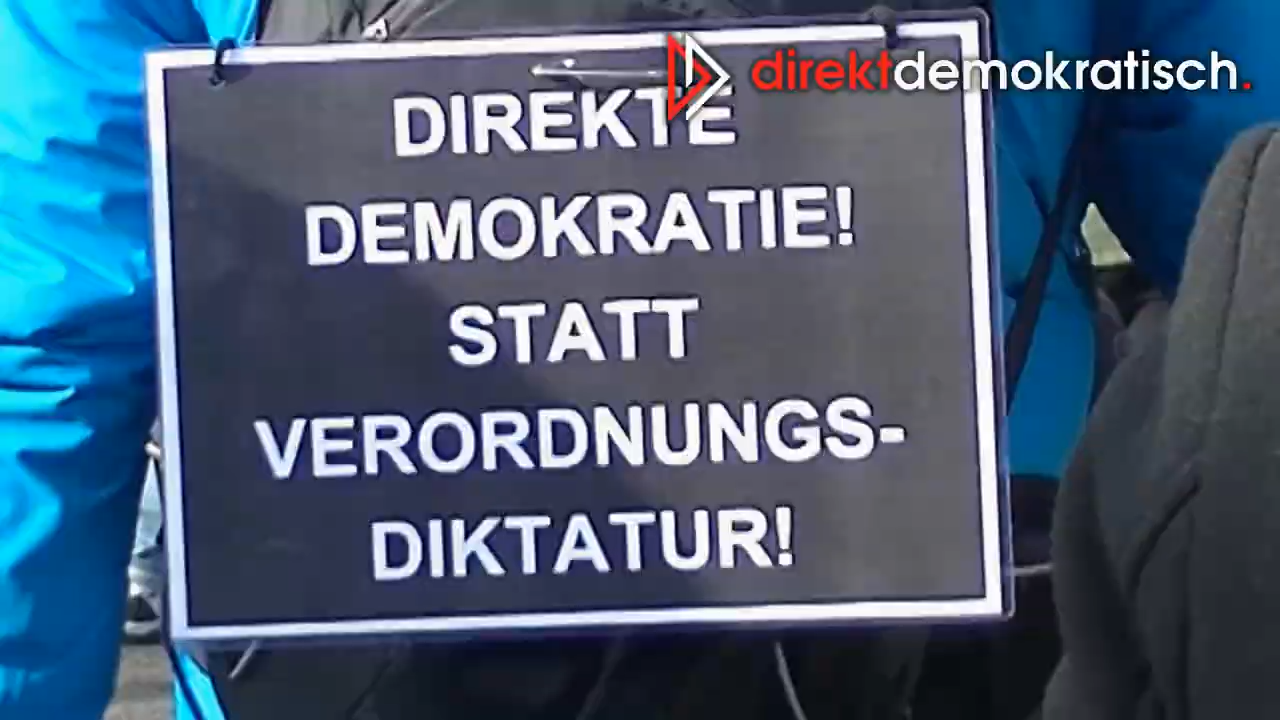 direktdemokratisch.
DIREKTE
DEMOKRATIE!
STATT
VERORDNUNGS-
DIKTATUR!